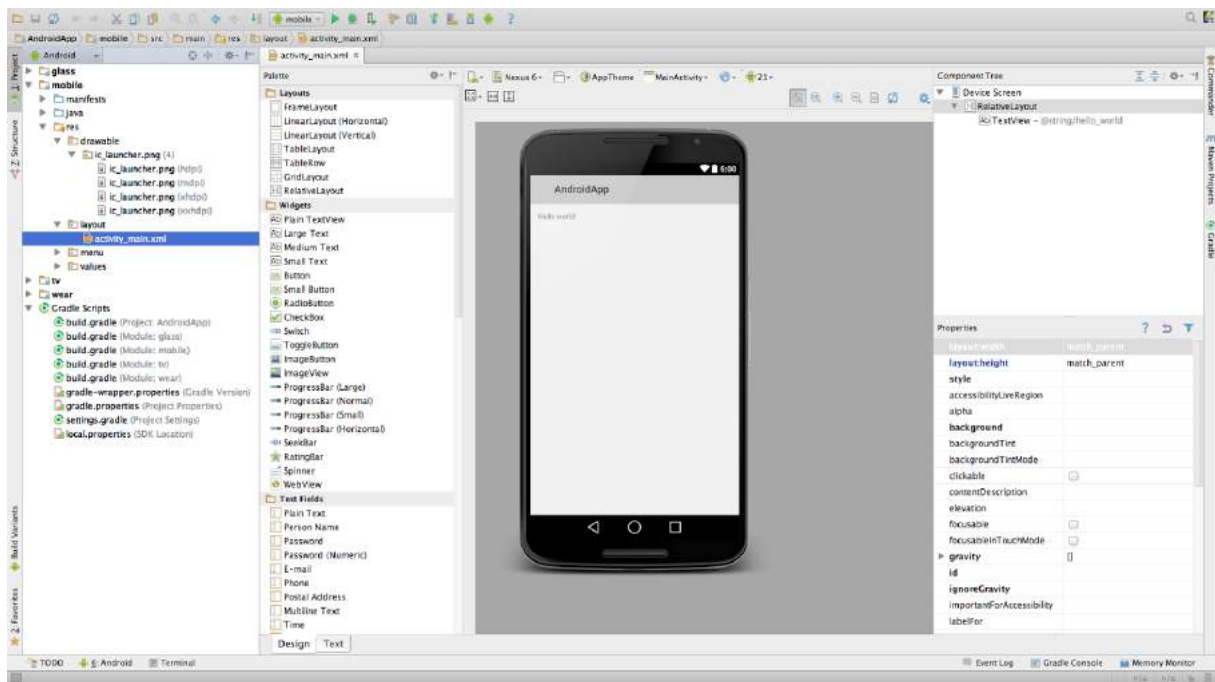 mobile
AndroidApp
mobile
src
main
res
layout
activity_main.xml
1: Project
Z: Structure
Build Variants
2: Favorites
Android
glass
mobile
manifests
java
res
drawable
ic_launcher.png (4)
ic_launcher.png (hdpi)
ic_launcher.png (mdpi)
ic_launcher.png (xhdpi)
ic_launcher.png (xxhdpi)
layout
activity_main.xml
menu
values
tv
wear
Gradle Scripts
build.gradle (Project: AndroidApp)
build.gradle (Module: glass)
build.gradle (Module: mobile)
build.gradle (Module: tv)
build.gradle (Module: wear)
gradle-wrapper.properties (Gradle Version)
gradle.properties (Project Properties)
settings.gradle (Project Settings)
local.properties (SDK Location)
activity_main.xml
Palette
Layouts
FrameLayout
LinearLayout (Horizontal)
LinearLayout (Vertical)
TableLayout
TableRow
GridLayout
RelativeLayout
Widgets
Plain TextView
Large Text
Medium Text
Small Text
Button
Small Button
RadioButton
CheckBox
Switch
ToggleButton
ImageButton
ImageView
ProgressBar (Large)
ProgressBar (Normal)
ProgressBar (Small)
ProgressBar (Horizontal)
SeekBar
RatingBar
Spinner
WebView
Text Fields
Plain Text
Person Name
Password
Password (Numeric)
E-mail
Phone
Postal Address
Multiline Text
Time
Design
Text
Nexus 6
AppTheme
MainActivity
21
6:00
AndroidApp
Hello world!
Component Tree
Device Screen
RelativeLayout
TextView - @string/hello_world
Properties
layout:width match_parent
layout:height match_parent
style
accessibilityLiveRegion
alpha
background
backgroundTint
backgroundTintMode
clickable
contentDescription
elevation
focusable
focusableInTouchMode
gravity []
id
ignoreGravity
importantForAccessibility
labelFor
Commander
Maven Projects
Gradle
TODO
6: Android
Terminal
Event Log
Gradle Console
Memory Monitor
n/a n/a